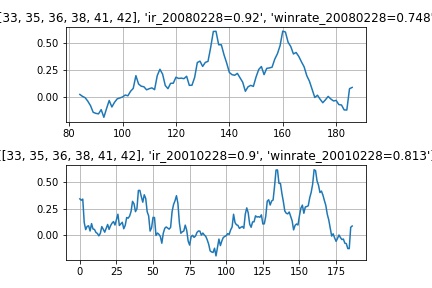 [33, 35, 36, 38, 41, 42], 'ir_20080228=0.92', 'winrate_20080228=0.748'
0.50
0.25
0.00
80 100 120 140 160 180
[33, 35, 36, 38, 41, 42], 'ir_20010228=0.9', 'winrate_20010228=0.813']
0.50
0.25
0.00
0 25 50 75 100 125 150 175